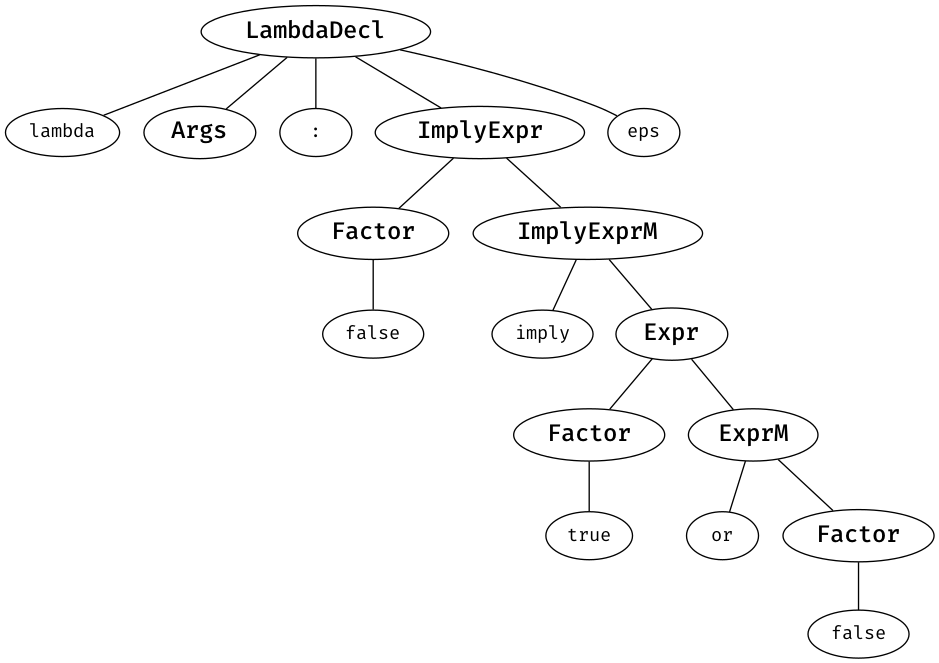 LambdaDecl
lambda Args : ImplyExpr eps
Factor ImplyExprM
false imply Expr
Factor ExprM
true or Factor
false